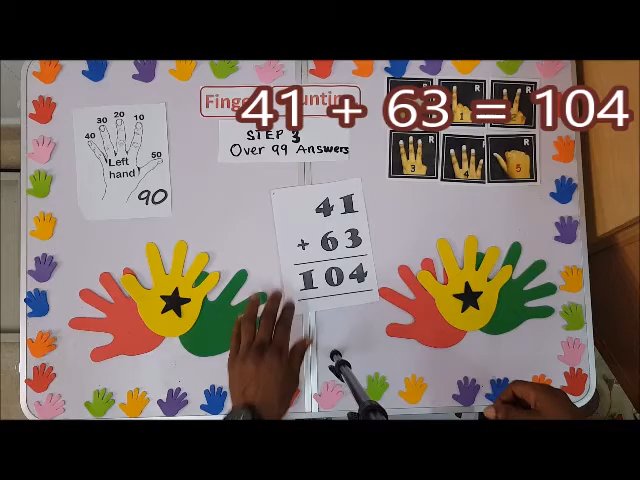 41 + 63 = 104
STEP 3
Over 99 Answers
40 30 20 10
50
Left
hand
90
41
+ 63
104
R R R
1 2
R R R
3 4 5